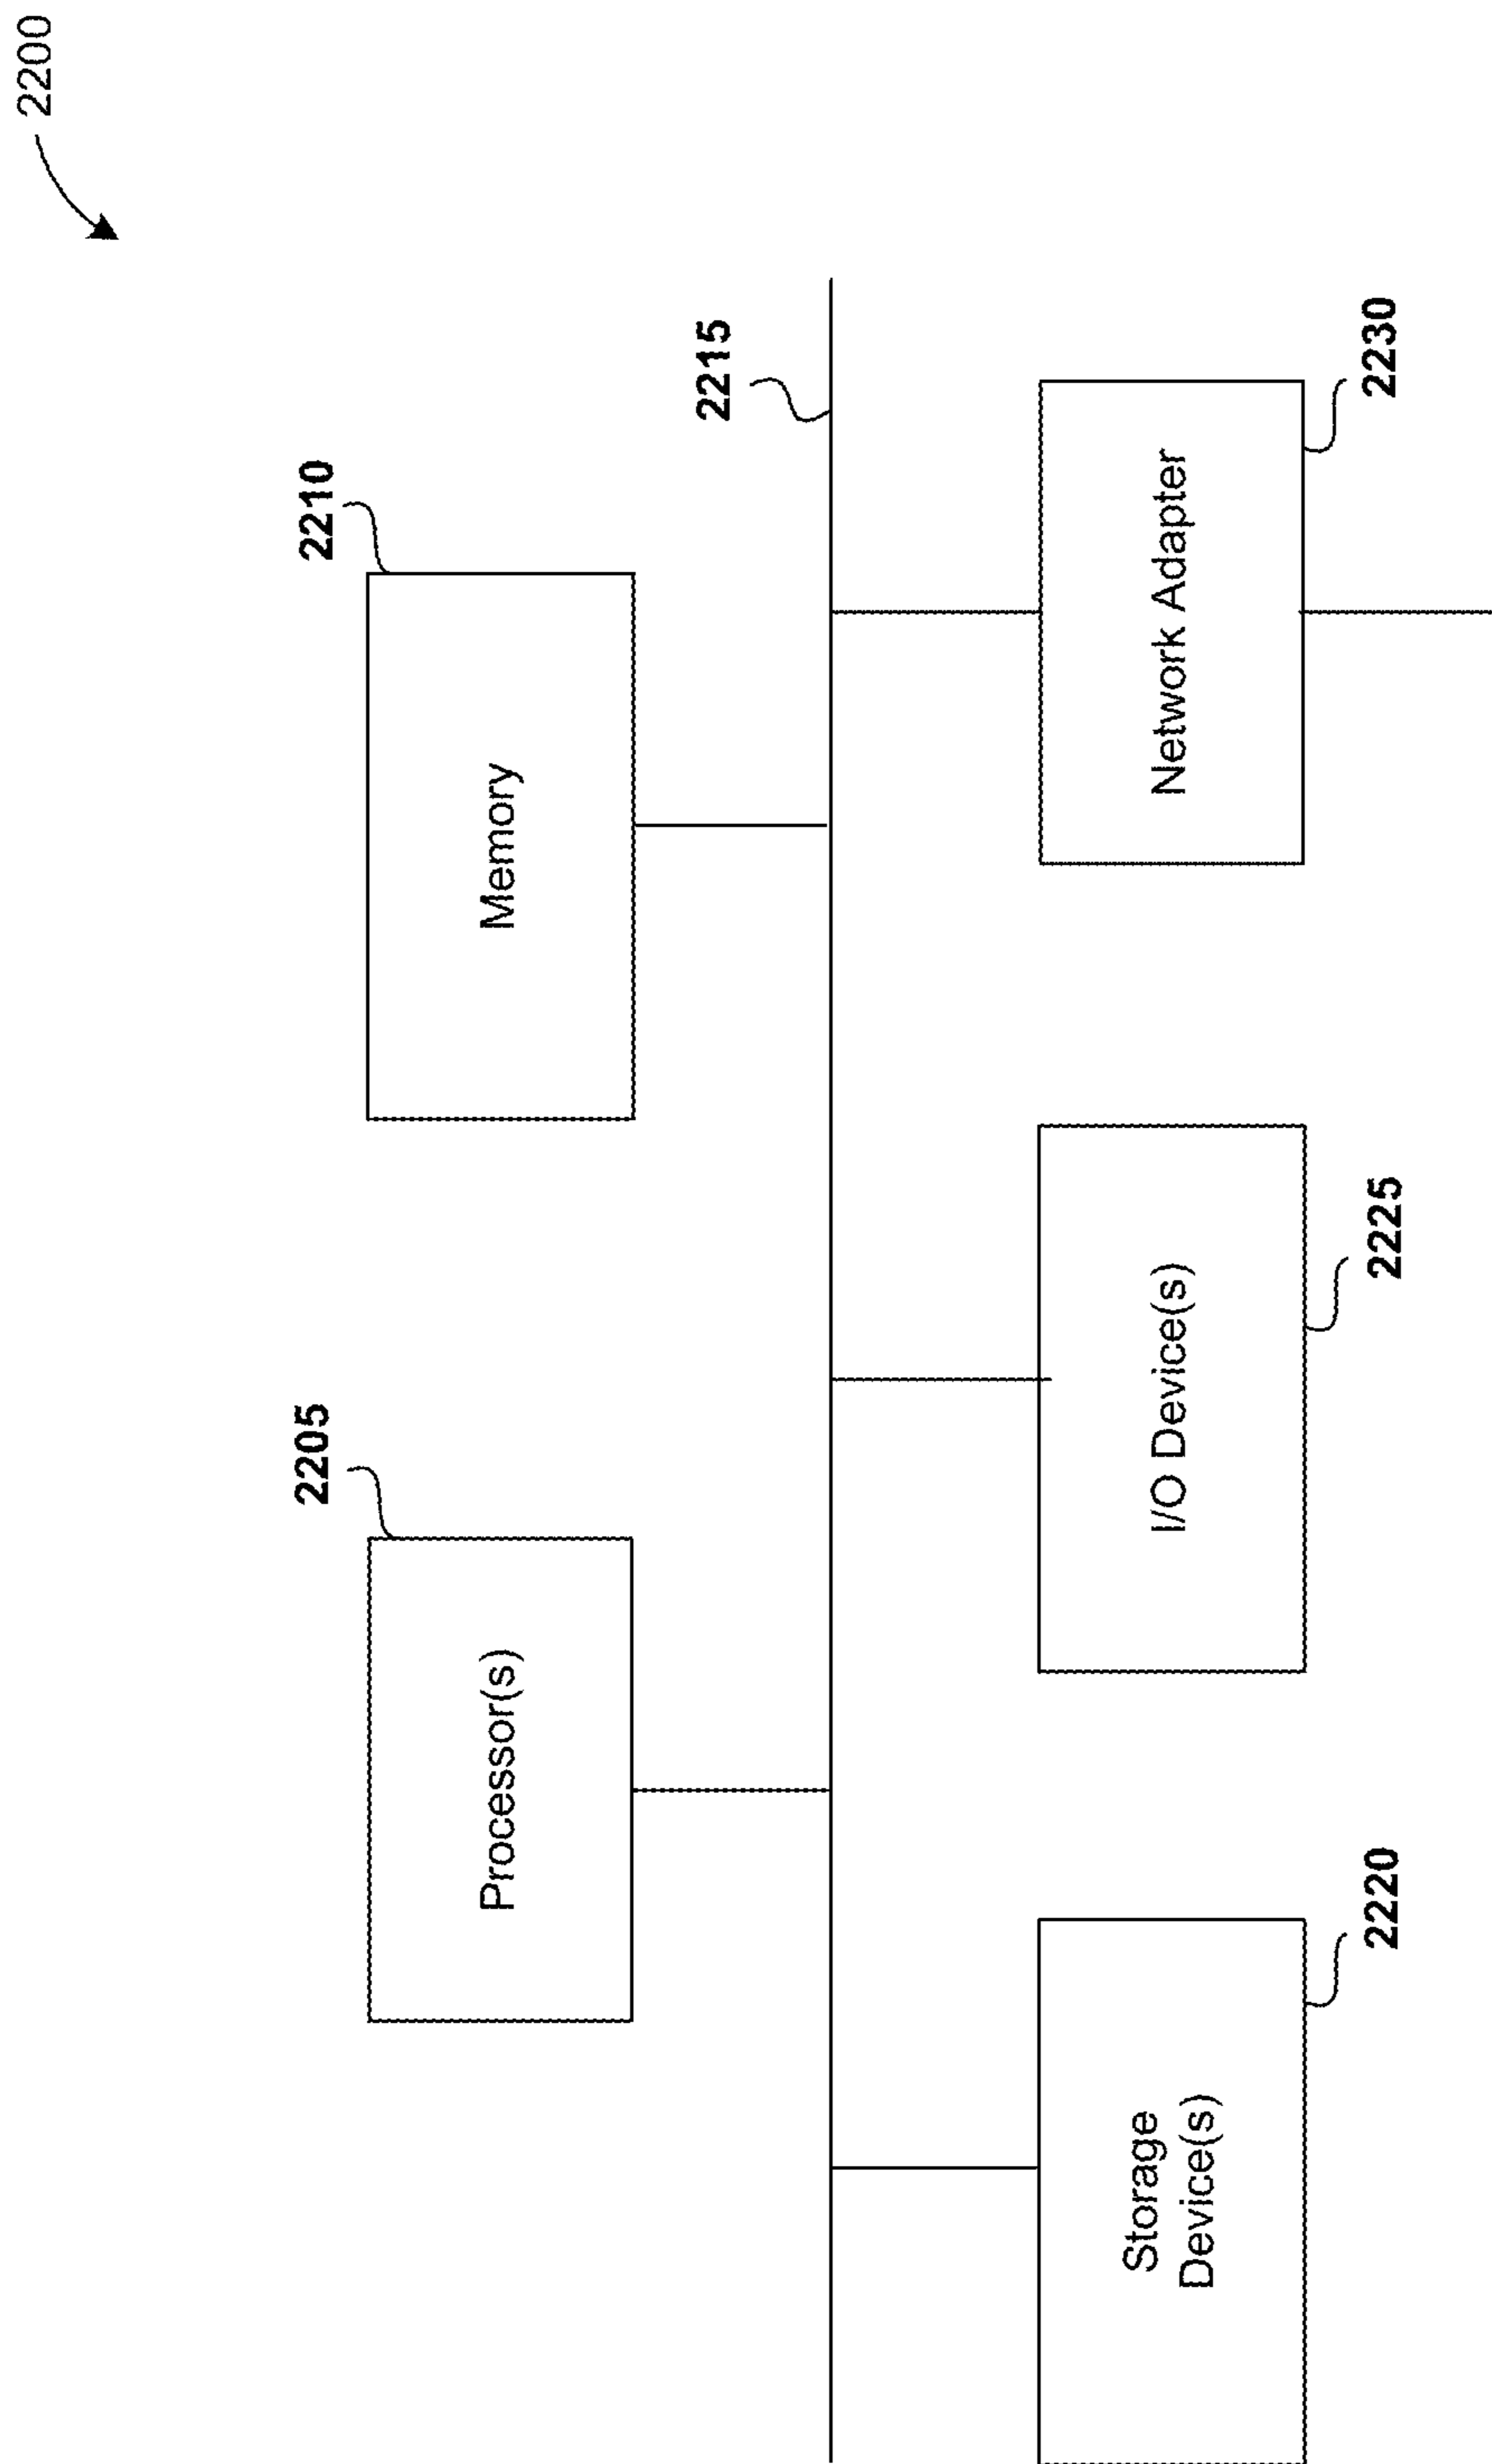 2200
2205
Processor(s)
2210
Memory
2215
2220
Storage
Device(s)
2225
I/O Device(s)
2230
Network Adapter